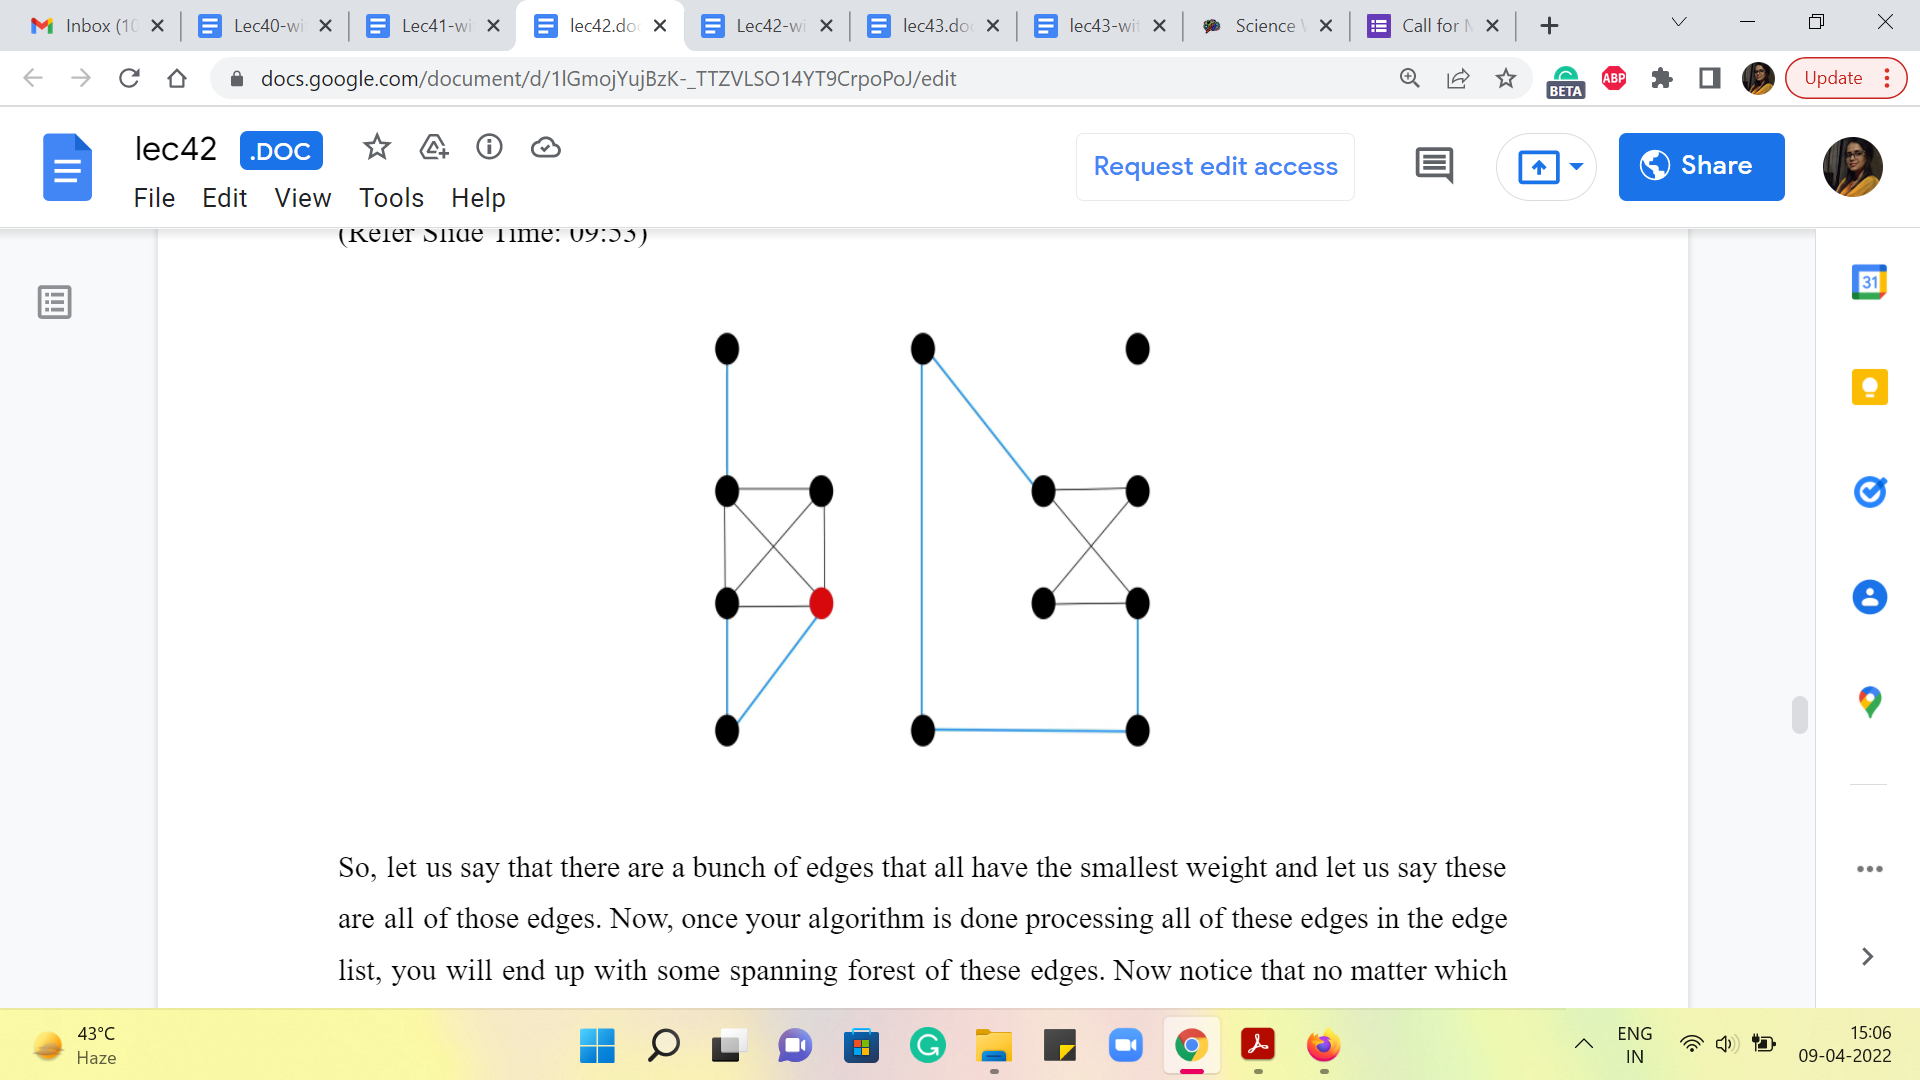 Inbox (10
Lec40-wi
Lec41-wi
lec42.do
Lec42-wi
lec43.do
lec43-wit
Science
Call for
docs.google.com/document/d/1lGmojYujBzK-_TTZVLSO14YT9CrpoPoJ/edit
BETA
ABP
Update
lec42 .DOC
File Edit View Tools Help
Request edit access
Share
(Refer Slide Time: 09:53)
31
So, let us say that there are a bunch of edges that all have the smallest weight and let us say these
are all of those edges. Now, once your algorithm is done processing all of these edges in the edge
list, you will end up with some spanning forest of these edges. Now notice that no matter which
43°C
Haze
ENG
IN
15:06
09-04-2022